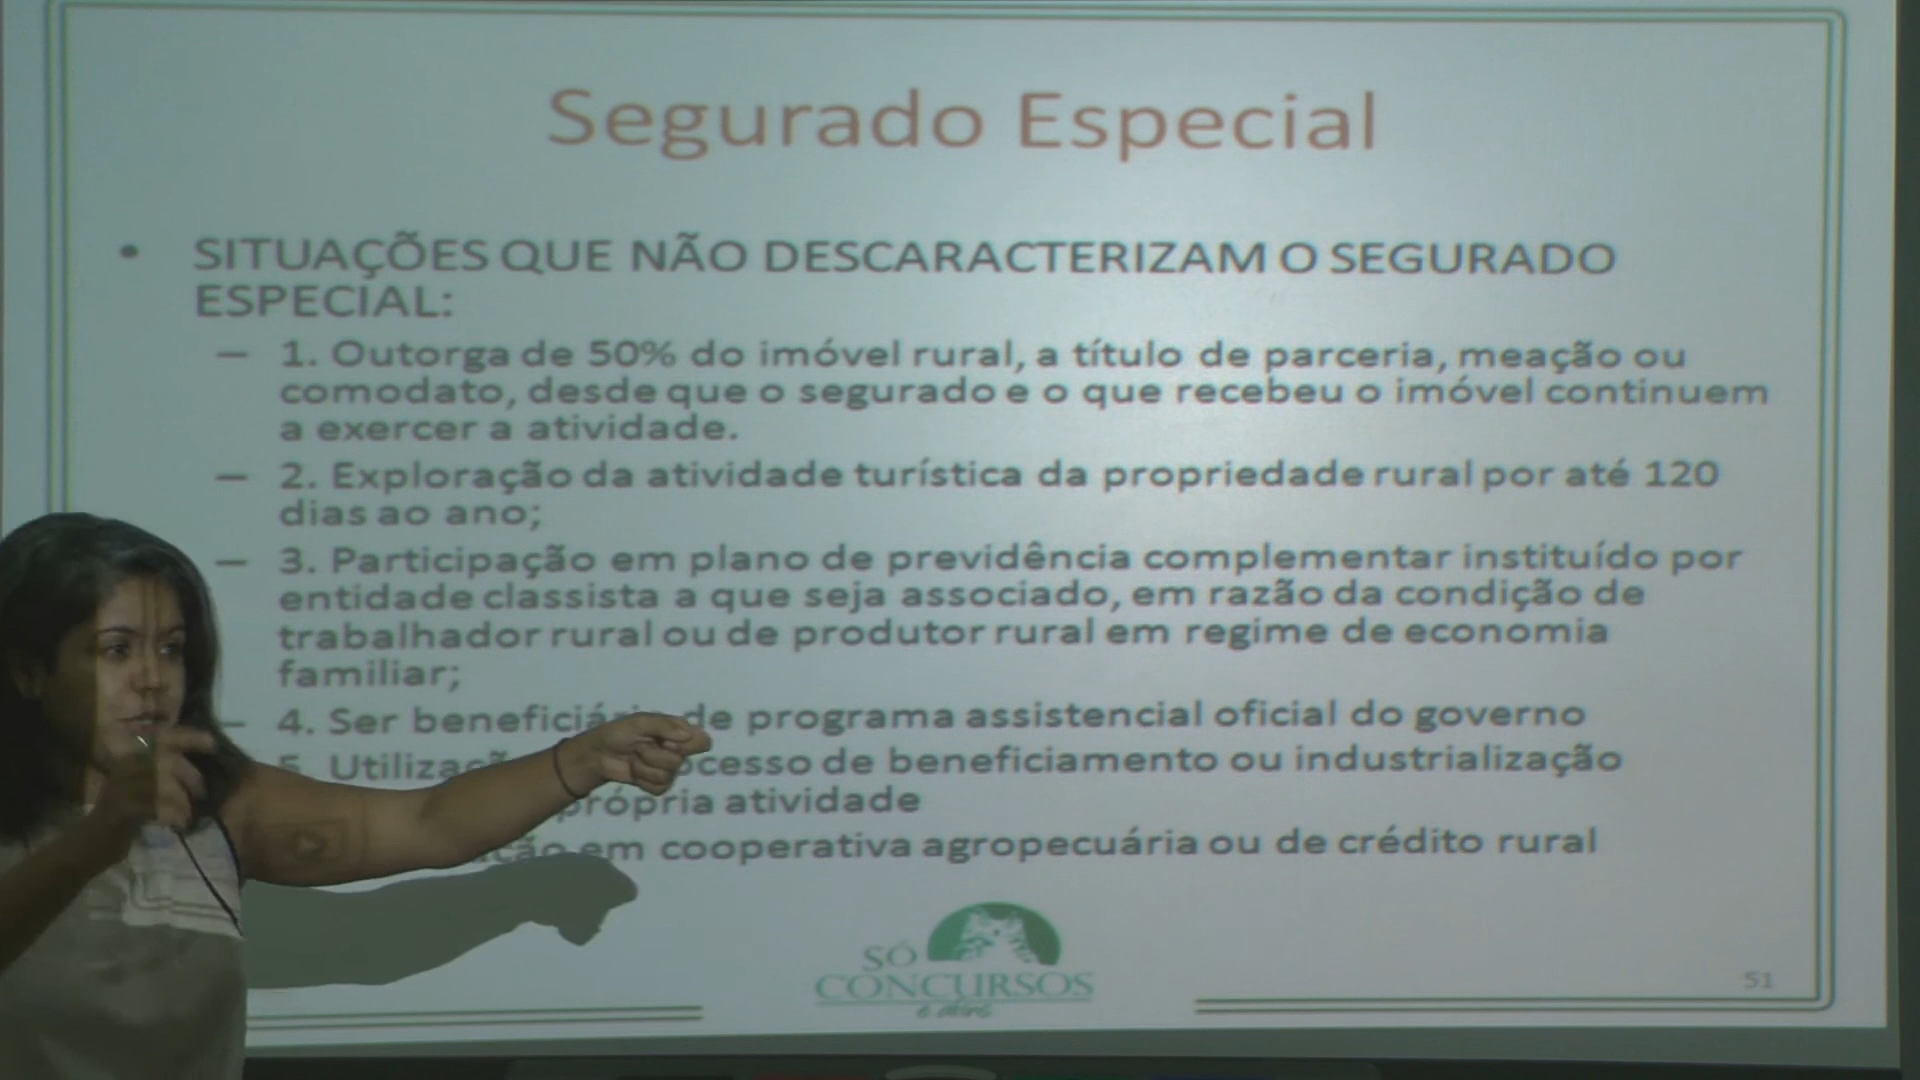 Segurado Especial
• SITUAÇÕES QUE NÃO DESCARACTERIZAM O SEGURADO
ESPECIAL:
– 1. Outorga de 50% do imóvel rural, a título de parceria, meação ou
comodato, desde que o segurado e o que recebeu o imóvel continuem
a exercer a atividade.
– 2. Exploração da atividade turística da propriedade rural por até 120
dias ao ano;
– 3. Participação em plano de previdência complementar instituído por
entidade classista a que seja associado, em razão da condição de
trabalhador rural ou de produtor rural em regime de economia
familiar;
– 4. Ser de programa assistencial oficial do governo
5. de beneficiamento ou industrialização
própria atividade
em cooperativa agropecuária ou de crédito rural
SÓ
CONCURSOS
51